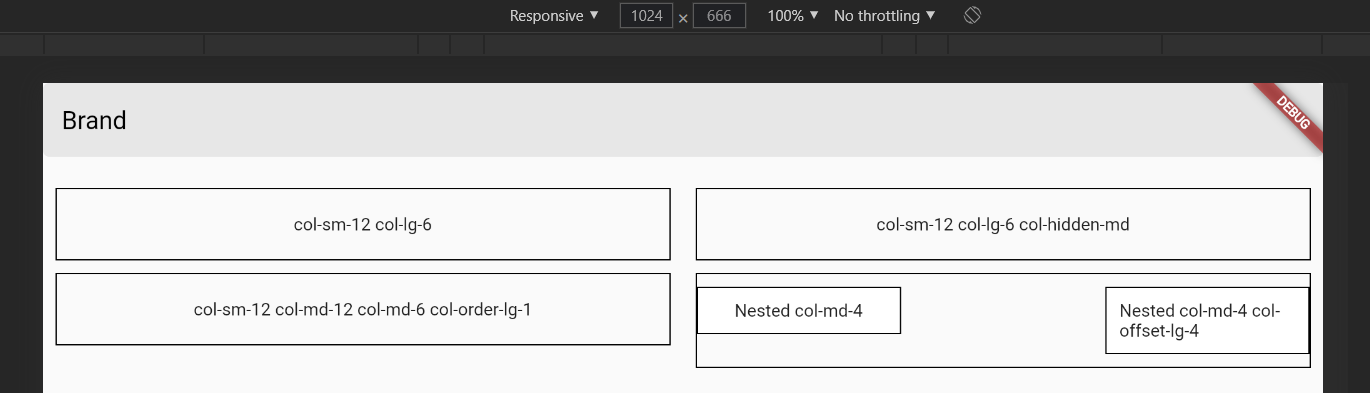 Responsive ▼ 1024 × 666 100% ▼ No throttling ▼
Brand
DEBUG
col-sm-12 col-lg-6
col-sm-12 col-lg-6 col-hidden-md
col-sm-12 col-md-12 col-md-6 col-order-lg-1
Nested col-md-4
Nested col-md-4 col-
offset-lg-4